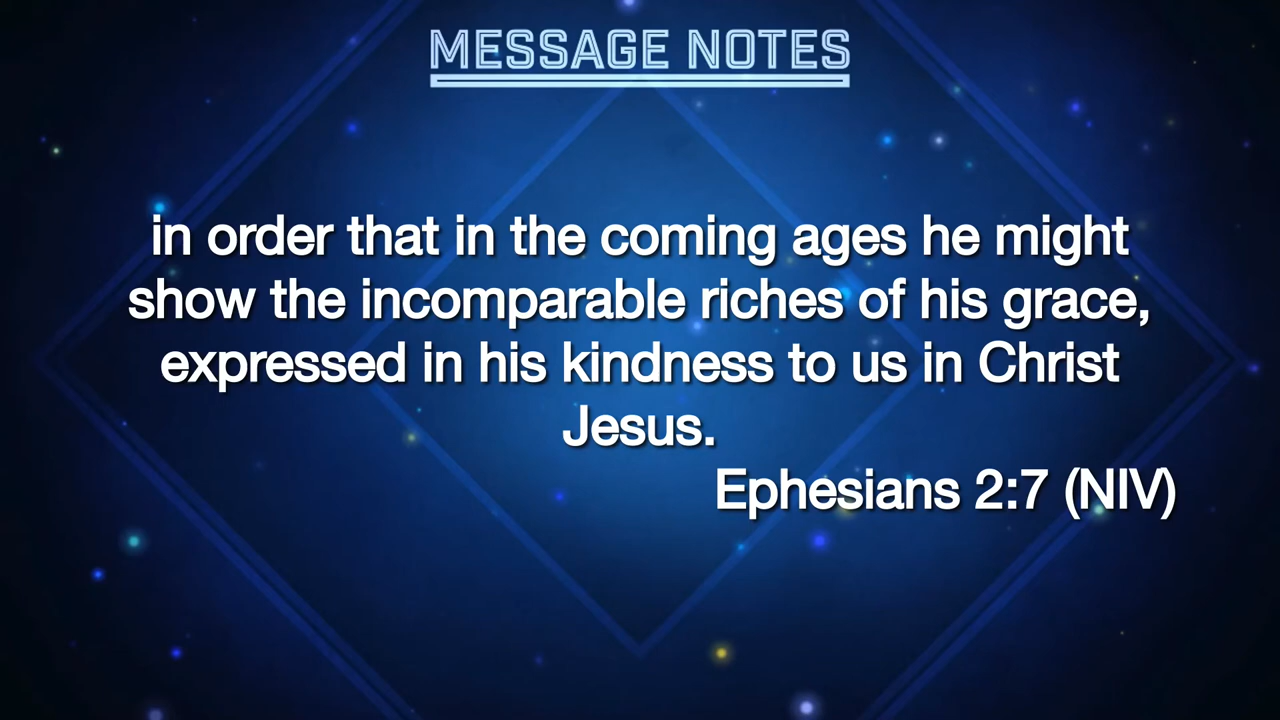 MESSAGE NOTES
in order that in the coming ages he might
show the incomparable riches of his grace,
expressed in his kindness to us in Christ
Jesus.
Ephesians 2:7 (NIV)